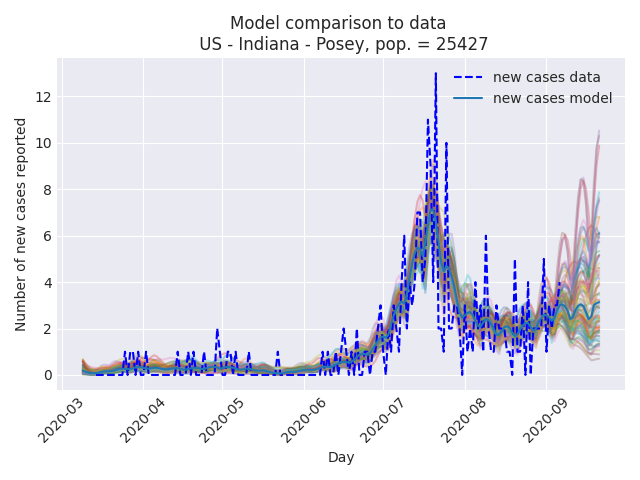 Model comparison to data
US - Indiana - Posey, pop. = 25427
new cases data
new cases model
Number of new cases reported
12
10
8
6
4
2
0
2020-03
2020-04
2020-05
2020-06
2020-07
2020-08
2020-09
Day